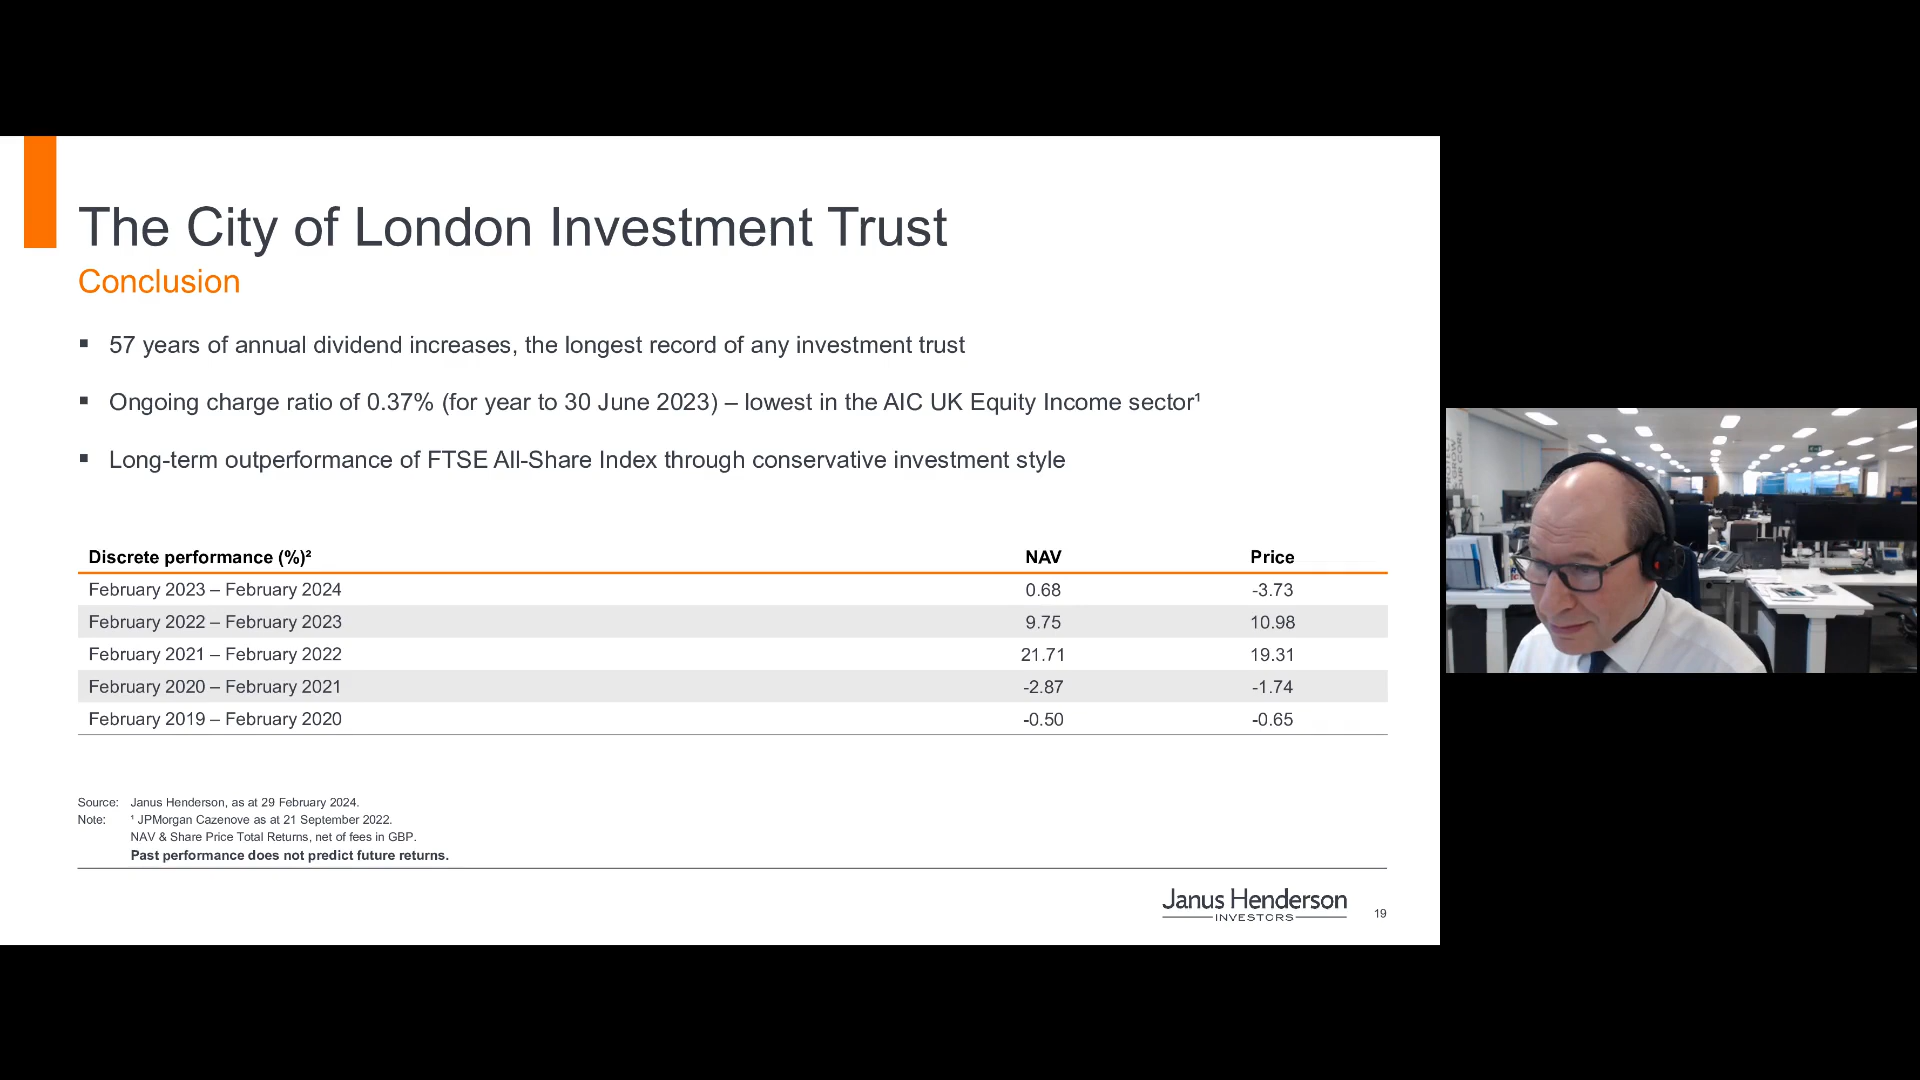 The City of London Investment Trust
Conclusion
▪ 57 years of annual dividend increases, the longest record of any investment trust
▪ Ongoing charge ratio of 0.37% (for year to 30 June 2023) – lowest in the AIC UK Equity Income sector¹
▪ Long-term outperformance of FTSE All-Share Index through conservative investment style
Discrete performance (%)² NAV Price
February 2023 – February 2024 0.68 -3.73
February 2022 – February 2023 9.75 10.98
February 2021 – February 2022 21.71 19.31
February 2020 – February 2021 -2.87 -1.74
February 2019 – February 2020 -0.50 -0.65
Source: Janus Henderson, as at 29 February 2024.
Note: ¹ JPMorgan Cazenove as at 21 September 2022.
NAV & Share Price Total Returns, net of fees in GBP.
Past performance does not predict future returns.
Janus Henderson
INVESTORS
19